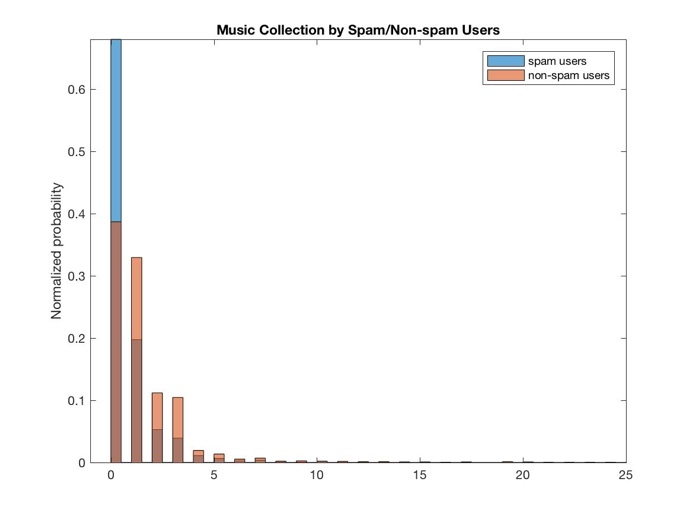 Music Collection by Spam/Non-spam Users
spam users
non-spam users
Normalized probability
0.6
0.5
0.4
0.3
0.2
0.1
0
0 5 10 15 20 25